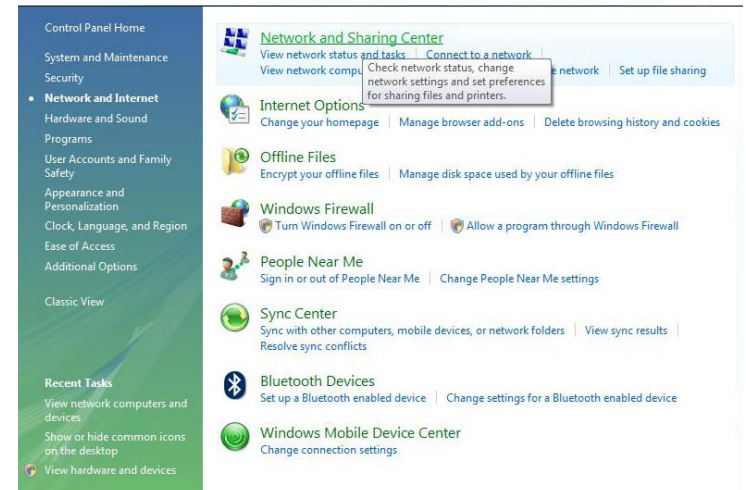 Control Panel Home
System and Maintenance
Security
Network and Internet
Hardware and Sound
Programs
User Accounts and Family
Safety
Appearance and
Personalization
Clock, Language, and Region
Ease of Access
Additional Options
Classic View
Recent Tasks
View network computers and
devices
Show or hide common icons
on the desktop
View hardware and devices
Network and Sharing Center
View network status and tasks Connect to a network
View network compu e network Set up file sharing
Check network status, change
network settings and set preferences
for sharing files and printers.
Internet Options
Change your homepage Manage browser add-ons Delete browsing history and cookies
Offline Files
Encrypt your offline files Manage disk space used by your offline files
Windows Firewall
Turn Windows Firewall on or off Allow a program through Windows Firewall
People Near Me
Sign in or out of People Near Me Change People Near Me settings
Sync Center
Sync with other computers, mobile devices, or network folders View sync results
Resolve sync conflicts
Bluetooth Devices
Set up a Bluetooth enabled device Change settings for a Bluetooth enabled device
Windows Mobile Device Center
Change connection settings